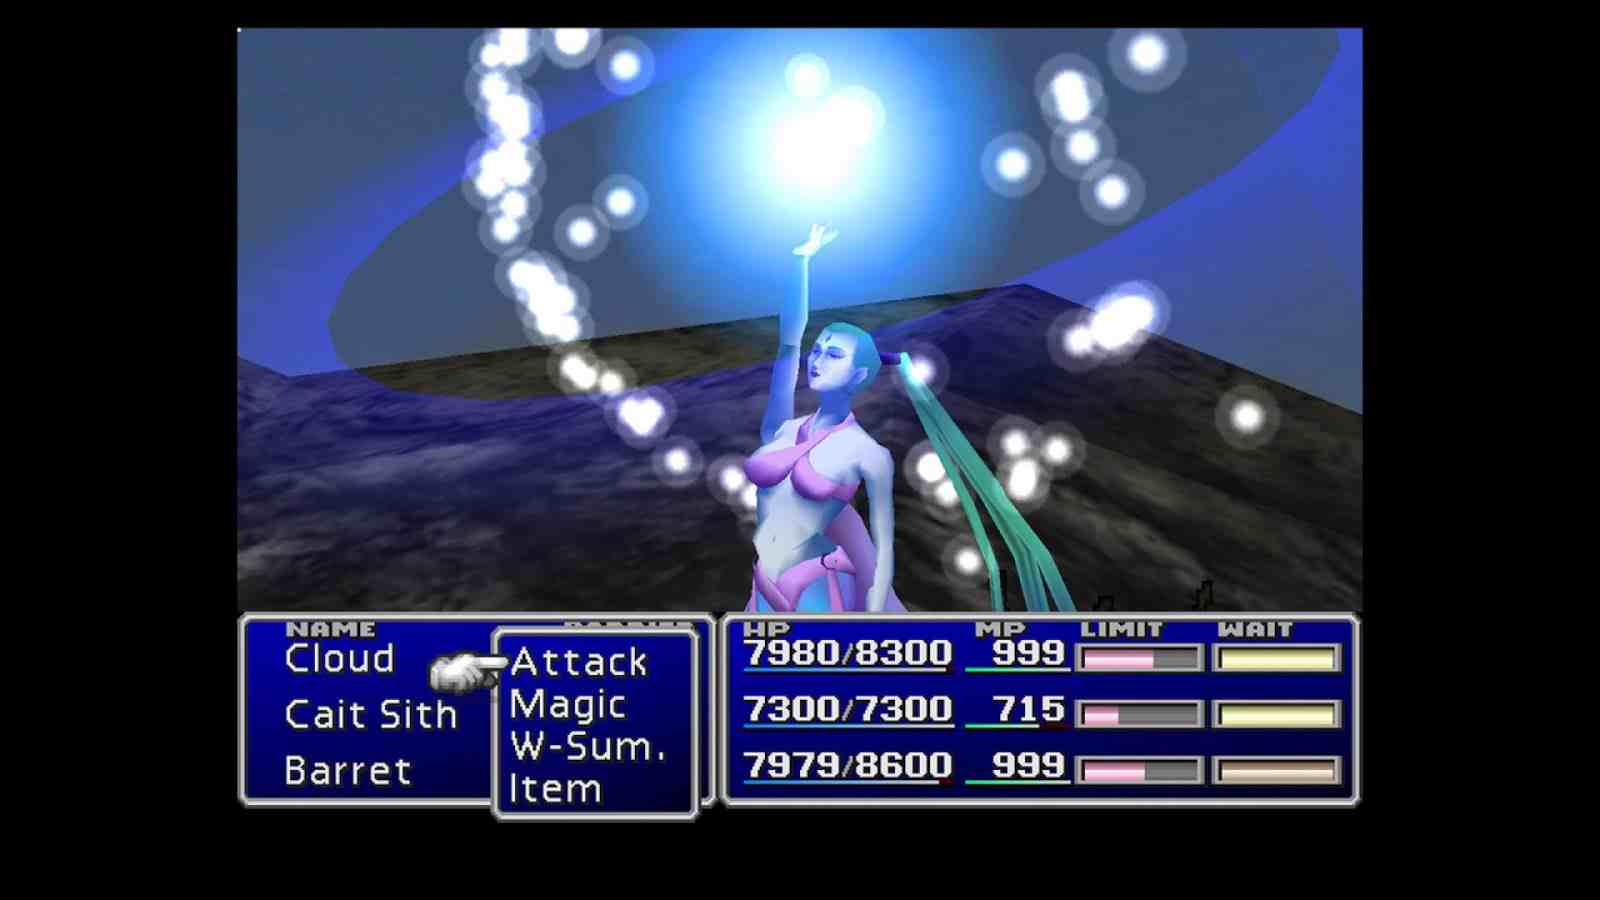 NAME BARRIER HP MP LIMIT WAIT
Cloud 7980/8300 999
Cait Sith 7300/7300 715
Barret 7979/8600 999
Attack
Magic
W-Sum.
Item